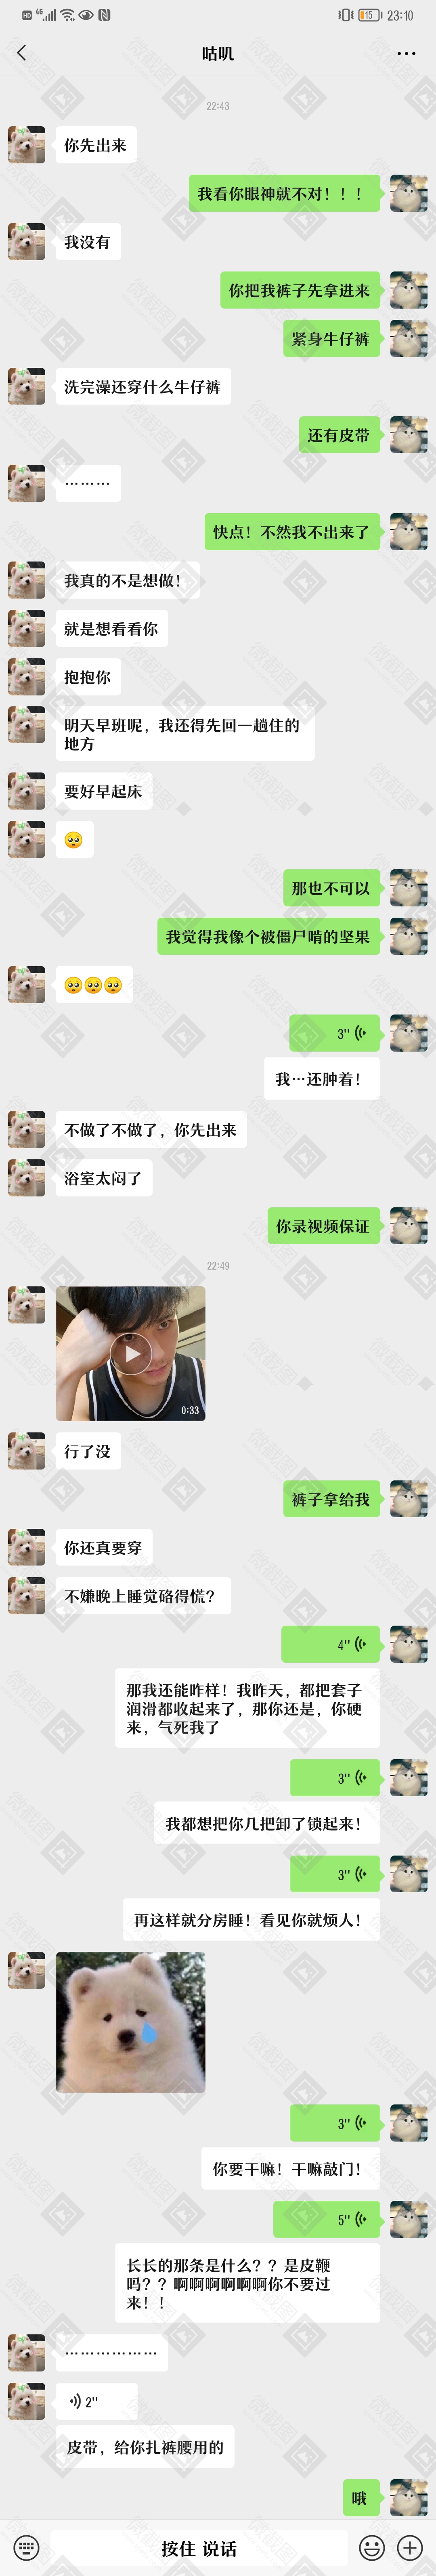 HD 4G 15 23:10
咕叽
22:43
你先出来
我看你眼神就不对！！！
我没有
你把我裤子先拿进来
紧身牛仔裤
洗完澡还穿什么牛仔裤
还有皮带
………
快点！不然我不出来了
我真的不是想做！
就是想看看你
抱抱你
明天早班呢，我还得先回一趟住的
地方
要好早起床
🥺
那也不可以
我觉得我像个被僵尸啃的坚果
🥺🥺🥺
3"
我…还肿着！
不做了不做了，你先出来
浴室太闷了
你录视频保证
22:49
0:33
行了没
裤子拿给我
你还真要穿
不嫌晚上睡觉硌得慌？
4"
那我还能咋样！我昨天，都把套子
润滑都收起来了，那你还是，你硬
来，气死我了
3"
我都想把你几把卸了锁起来！
3"
再这样就分房睡！看见你就烦人！
3"
你要干嘛！干嘛敲门！
5"
长长的那条是什么？？是皮鞭
吗？？啊啊啊啊啊啊你不要过
来！！
………………
2"
皮带，给你扎裤腰用的
哦
按住 说话
微截图